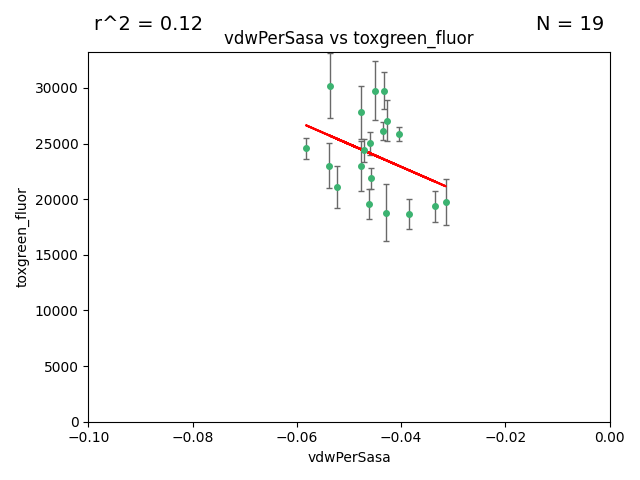 r^2 = 0.12
N = 19
vdwPerSasa vs toxgreen_fluor
toxgreen_fluor
30000
25000
20000
15000
10000
5000
0
−0.10
−0.08
−0.06
−0.04
−0.02
0.00
vdwPerSasa